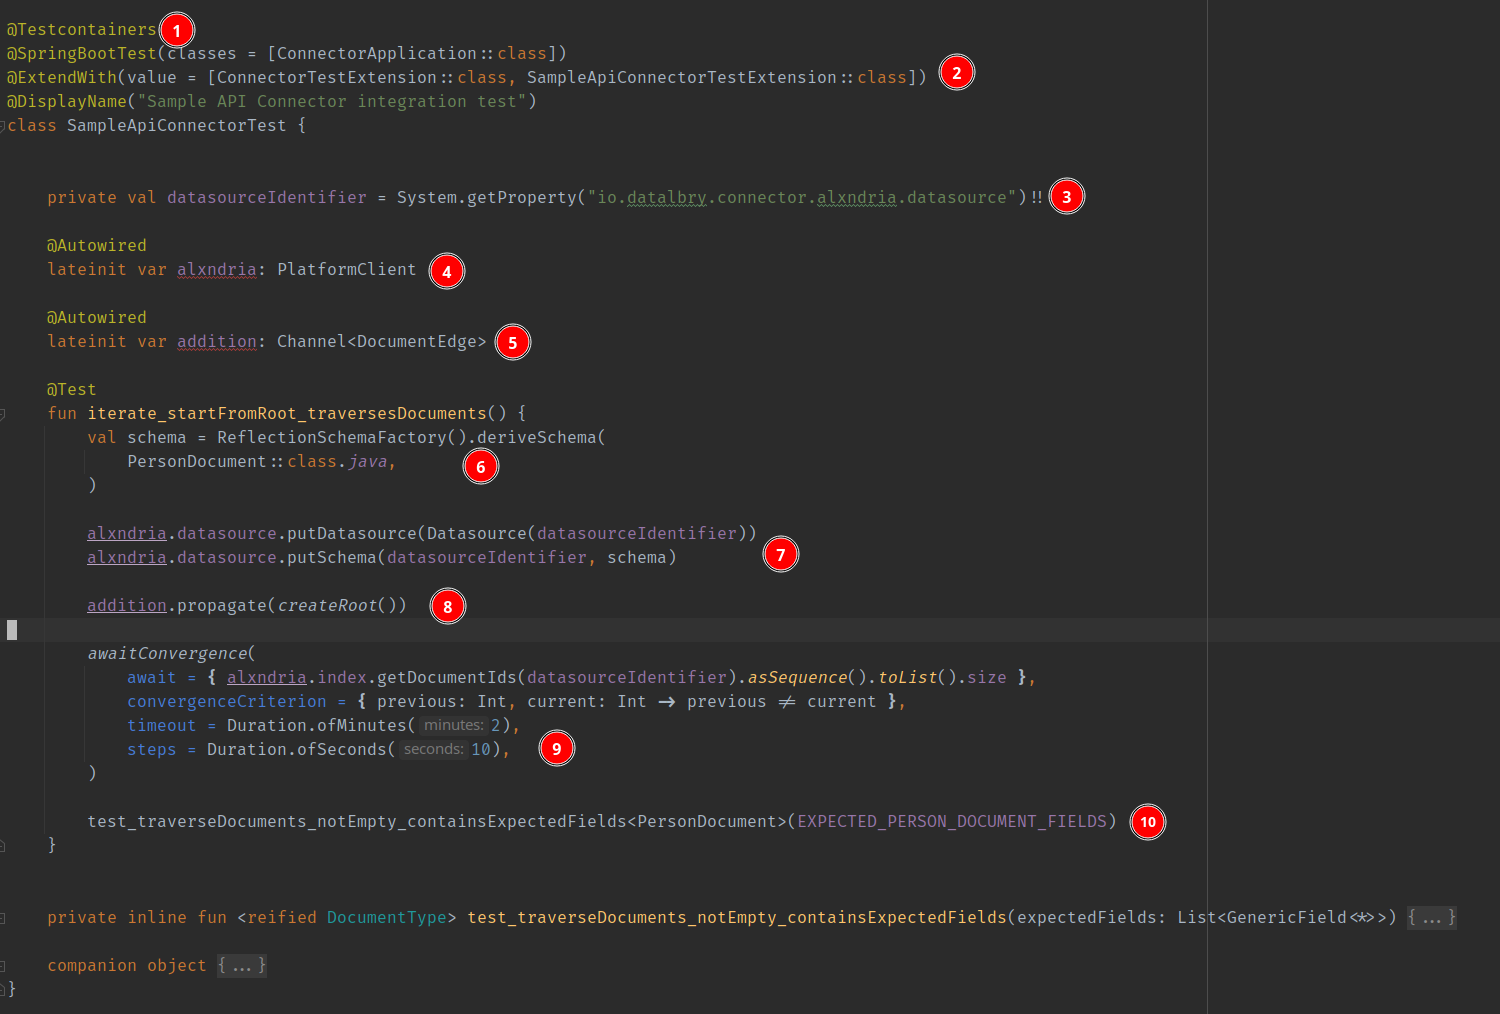 @Testcontainers 1
@SpringBootTest(classes = [ConnectorApplication::class])
@ExtendWith(value = [ConnectorTestExtension::class, SampleApiConnectorTestExtension::class]) 2
@DisplayName("Sample API Connector integration test")
class SampleApiConnectorTest {
private val datasourceIdentifier = System.getProperty("io.datalbry.connector.alxndria.datasource")!! 3
@Autowired
lateinit var alxndria: PlatformClient 4
@Autowired
lateinit var addition: Channel<DocumentEdge> 5
@Test
fun iterate_startFromRoot_traversesDocuments() {
val schema = ReflectionSchemaFactory().deriveSchema(
PersonDocument::class.java, 6
)
alxndria.datasource.putDatasource(Datasource(datasourceIdentifier))
alxndria.datasource.putSchema(datasourceIdentifier, schema) 7
addition.propagate(createRoot()) 8
awaitConvergence(
await = { alxndria.index.getDocumentIds(datasourceIdentifier).asSequence().toList().size },
convergenceCriterion = { previous: Int, current: Int → previous ≠ current },
timeout = Duration.ofMinutes( minutes: 2),
steps = Duration.ofSeconds( seconds: 10), 9
)
test_traverseDocuments_notEmpty_containsExpectedFields<PersonDocument>(EXPECTED_PERSON_DOCUMENT_FIELDS) 10
}
private inline fun <reified DocumentType> test_traverseDocuments_notEmpty_containsExpectedFields(expectedFields: List<GenericField<*>>) {...}
companion object {...}
}